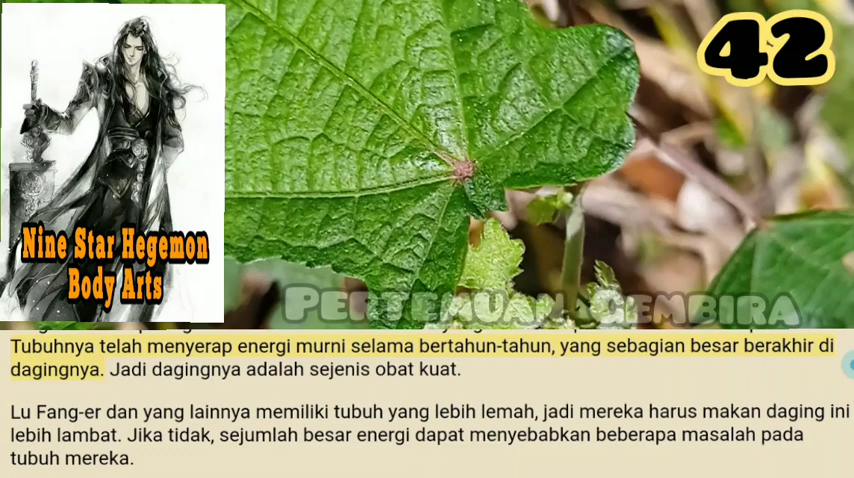 42
Nine Star Hegemon
Body Arts
PERTEMUAN GEMBIRA
Tubuhnya telah menyerap energi murni selama bertahun-tahun, yang sebagian besar berakhir di
dagingnya. Jadi dagingnya adalah sejenis obat kuat.
Lu Fang-er dan yang lainnya memiliki tubuh yang lebih lemah, jadi mereka harus makan daging ini
lebih lambat. Jika tidak, sejumlah besar energi dapat menyebabkan beberapa masalah pada
tubuh mereka.